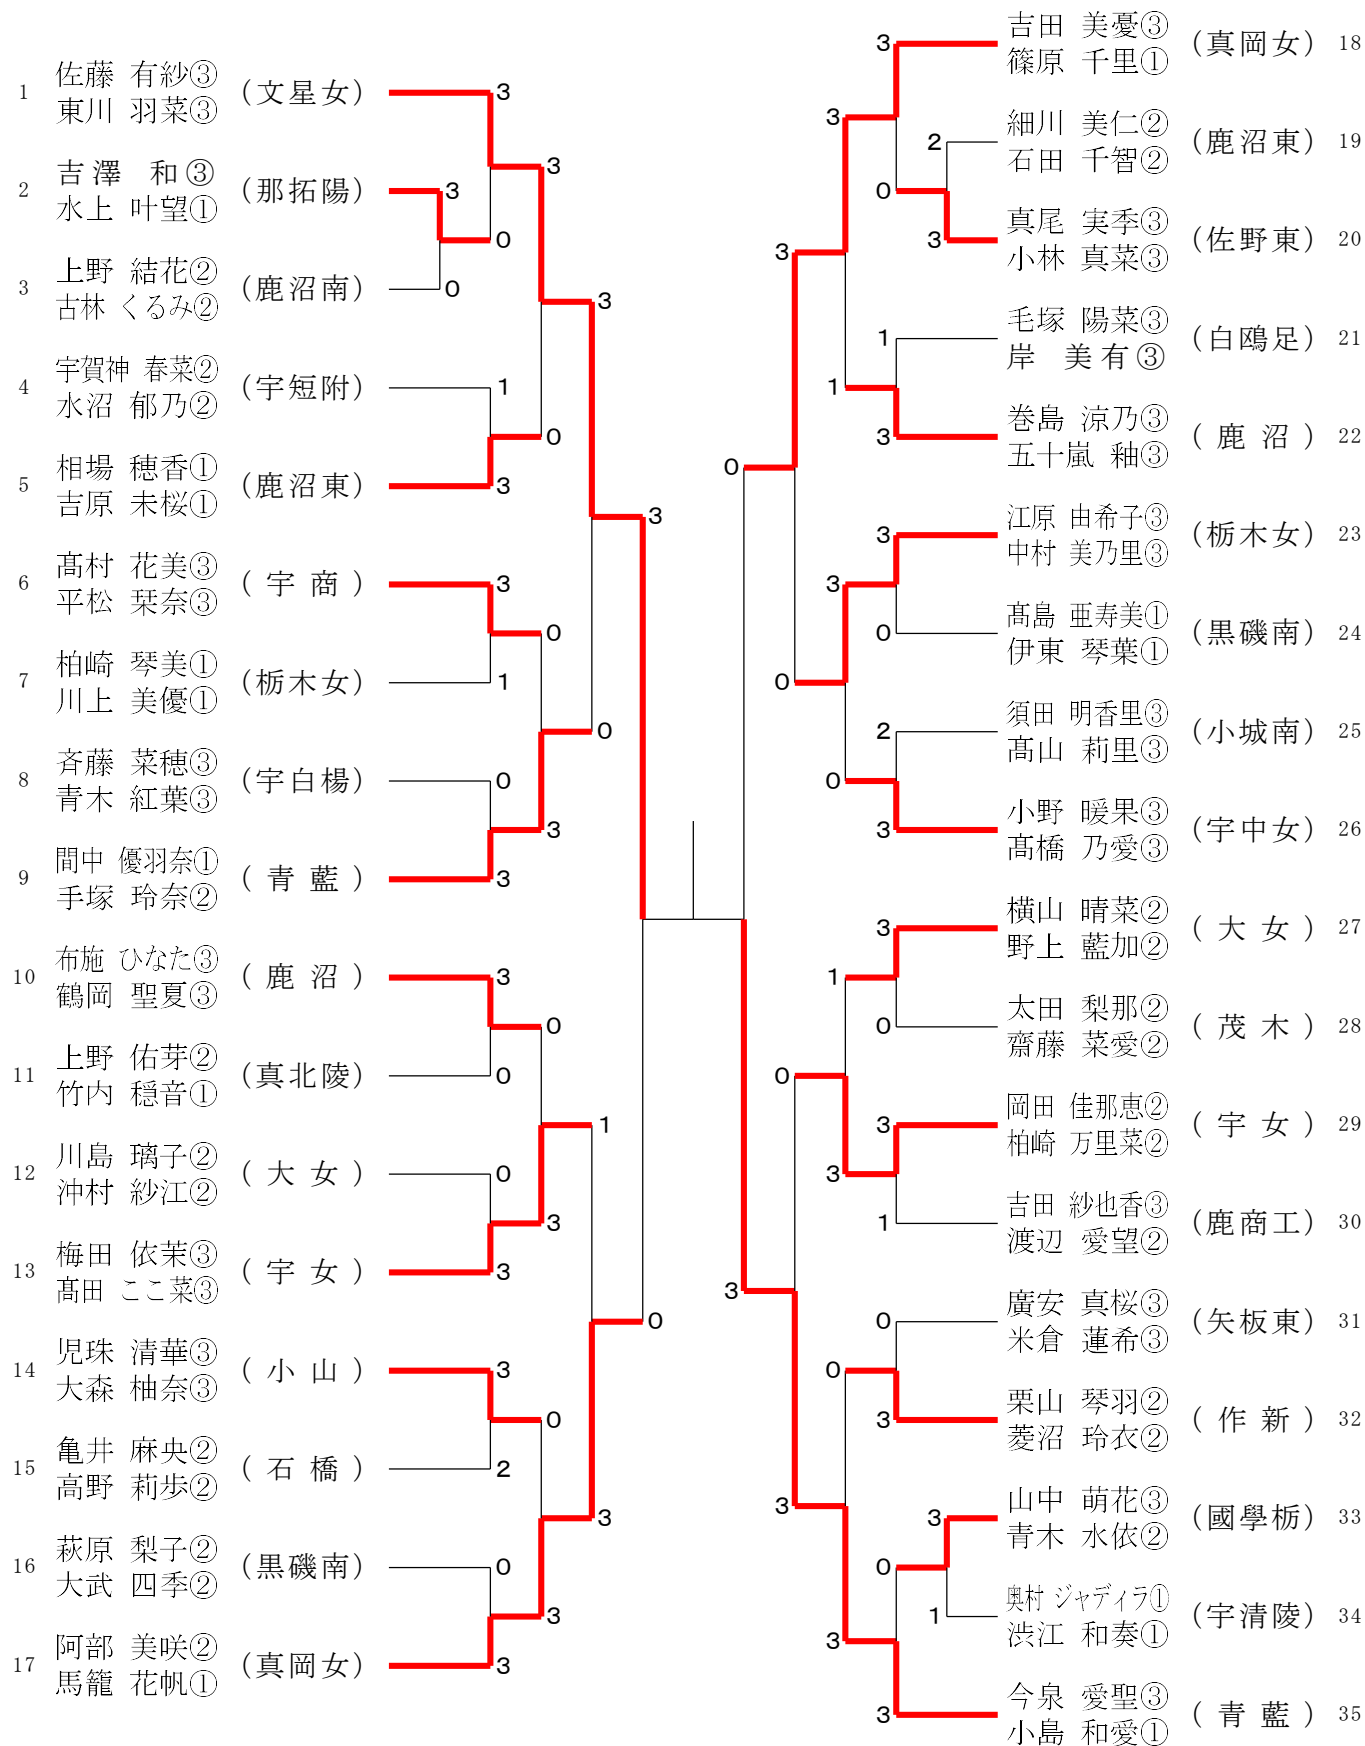 1 佐藤 有紗③ (文星女) 3
東川 羽菜③
3
2 吉澤 和③ (那拓陽) 3
水上 叶望①
0
3 上野 結花② (鹿沼南) 0
古林 くるみ②
3
4 宇賀神 春菜② (宇短附) 1
水沼 郁乃②
0
5 相場 穂香① (鹿沼東) 3
吉原 未桜①
3
6 髙村 花美③ (宇商) 3
平松 栞奈③
0
7 柏崎 琴美① (栃木女) 1
川上 美優①
0
8 斉藤 菜穂③ (宇白楊) 0
青木 紅葉③
3
9 間中 優羽奈① (青藍) 3
手塚 玲奈②
10 布施 ひなた③ (鹿沼) 3
鶴岡 聖夏③
0
11 上野 佑芽② (真北陵) 0
竹内 穏音①
1
12 川島 璃子② (大女) 0
沖村 紗江②
3
13 梅田 依茉③ (宇女) 3
髙田 ここ菜③
0
14 児珠 清華③ (小山) 3
大森 柚奈③
0
15 亀井 麻央② (石橋) 2
高野 莉歩②
3
16 萩原 梨子② (黒磯南) 0
大武 四季②
3
17 阿部 美咲② (真岡女) 3
馬籠 花帆①
3 吉田 美憂③ (真岡女) 18
篠原 千里①
3
2 細川 美仁② (鹿沼東) 19
石田 千智②
0
3 真尾 実季③ (佐野東) 20
小林 真菜③
3
1 毛塚 陽菜③ (白鴎足) 21
岸 美有③
1
3 巻島 涼乃③ (鹿沼) 22
五十嵐 釉③
0
3 江原 由希子③ (栃木女) 23
中村 美乃里③
3
0 髙島 亜寿美① (黒磯南) 24
伊東 琴葉①
0
2 須田 明香里③ (小城南) 25
髙山 莉里③
0
3 小野 暖果③ (宇中女) 26
髙橋 乃愛③
3 横山 晴菜② (大女) 27
野上 藍加②
1
0 太田 梨那② (茂木) 28
齋藤 菜愛②
0
3 岡田 佳那恵② (宇女) 29
柏崎 万里菜②
3
1 吉田 紗也香③ (鹿商工) 30
渡辺 愛望②
3
0 廣安 真桜③ (矢板東) 31
米倉 蓮希③
0
3 栗山 琴羽② (作新) 32
菱沼 玲衣②
3
3 山中 萌花③ (國學栃) 33
青木 水依②
0
1 奥村 ジャディラ① (宇清陵) 34
渋江 和奏①
3
3 今泉 愛聖③ (青藍) 35
小島 和愛①